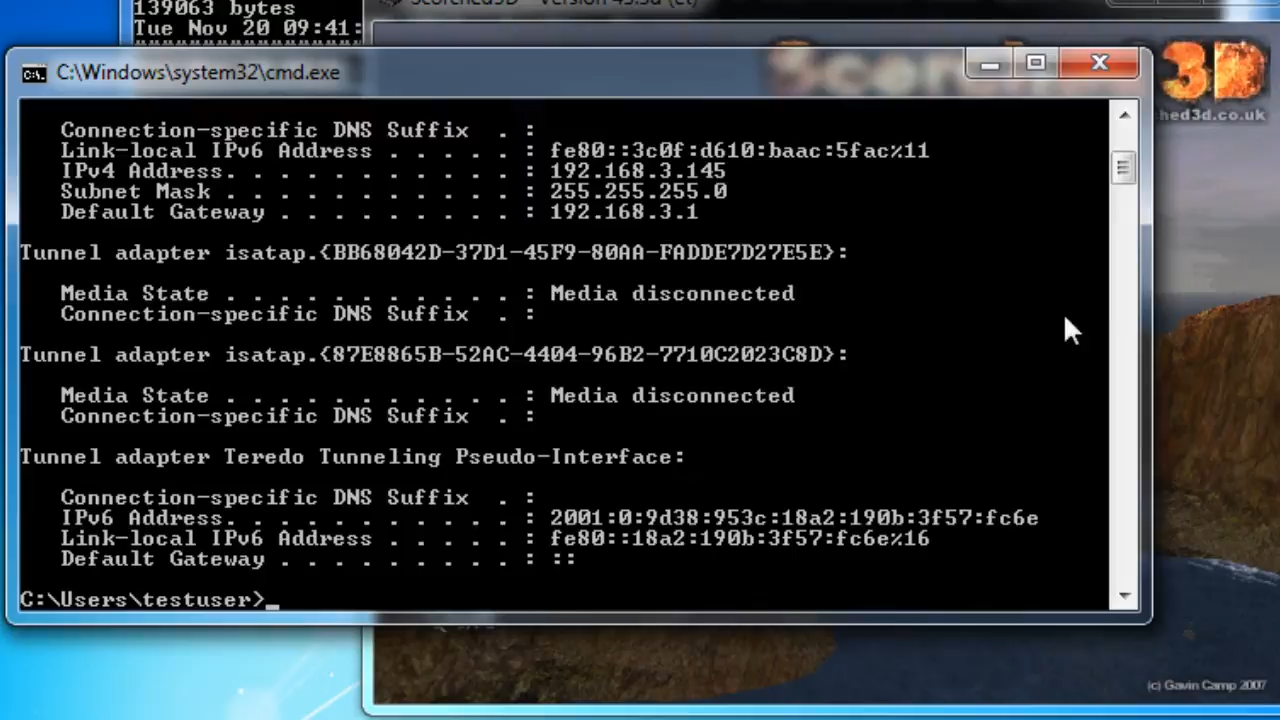 139063 bytes
Tue Nov 20 09:41:
Scorched3D - Version 43.3d (et)
C:\Windows\system32\cmd.exe
3D
hed3d.co.uk
Connection-specific DNS Suffix . :
Link-local IPv6 Address . . . . . : fe80::3c0f:d610:baac:5fac%11
IPv4 Address. . . . . . . . . . . : 192.168.3.145
Subnet Mask . . . . . . . . . . . : 255.255.255.0
Default Gateway . . . . . . . . . : 192.168.3.1
Tunnel adapter isatap.{BB68042D-37D1-45F9-80AA-FADDE7D27E5E}:
Media State . . . . . . . . . . . : Media disconnected
Connection-specific DNS Suffix . :
Tunnel adapter isatap.{87E8865B-52AC-4404-96B2-7710C2023C8D}:
Media State . . . . . . . . . . . : Media disconnected
Connection-specific DNS Suffix . :
Tunnel adapter Teredo Tunneling Pseudo-Interface:
Connection-specific DNS Suffix . :
IPv6 Address. . . . . . . . . . . : 2001:0:9d38:953c:18a2:190b:3f57:fc6e
Link-local IPv6 Address . . . . . : fe80::18a2:190b:3f57:fc6e%16
Default Gateway . . . . . . . . . : ::
C:\Users\testuser>_
(c) Gavin Camp 2007